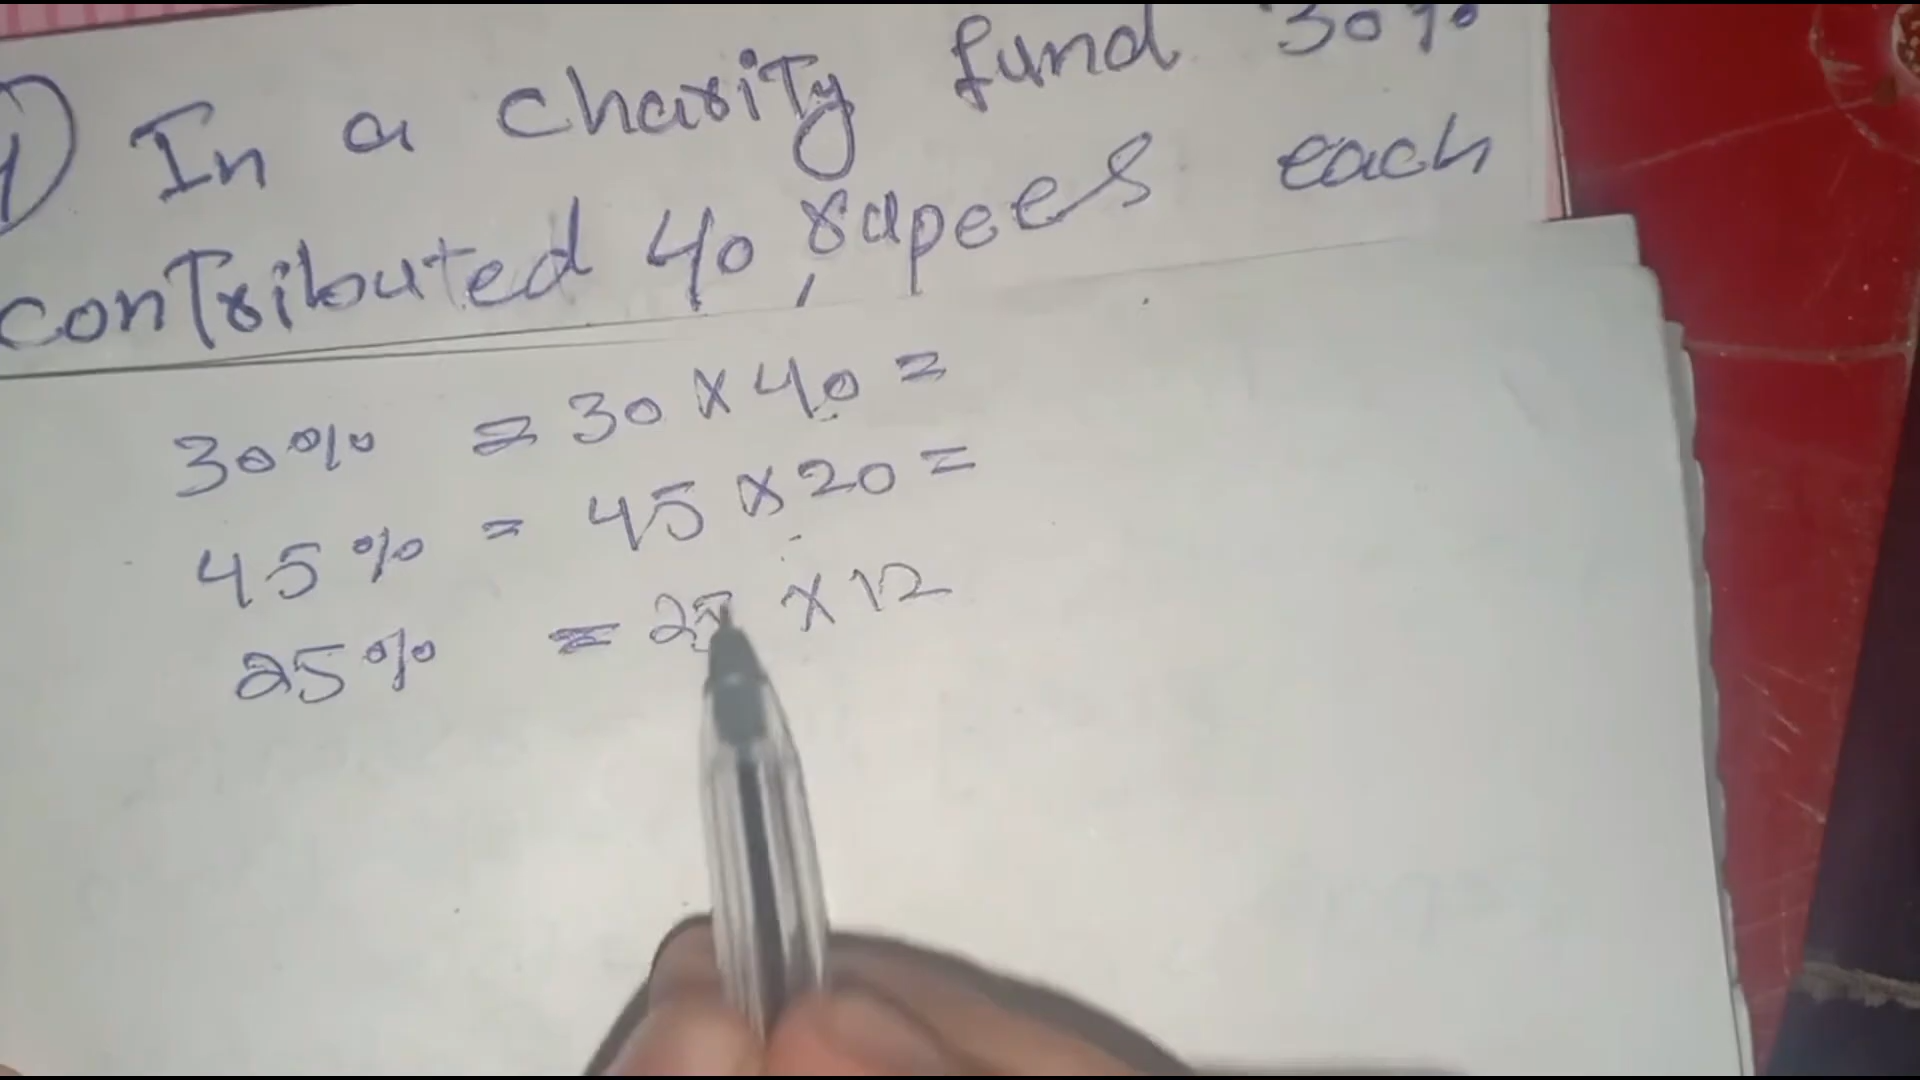 1) In a charity fund 30%
contributed 40 rupees each
30% = 30 x 40 =
45% = 45 x 20 =
25% = 25 x 12